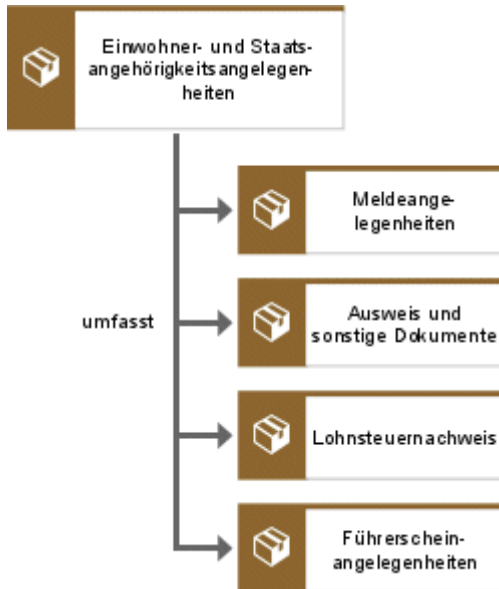 Einwohner- und Staats-
angehörigkeitsangelegen-
heiten
Meldeange-
legenheiten
umfasst
Ausweis und
sonstige Dokumente
Lohnsteuernachweis
Führerschein-
angelegenheiten